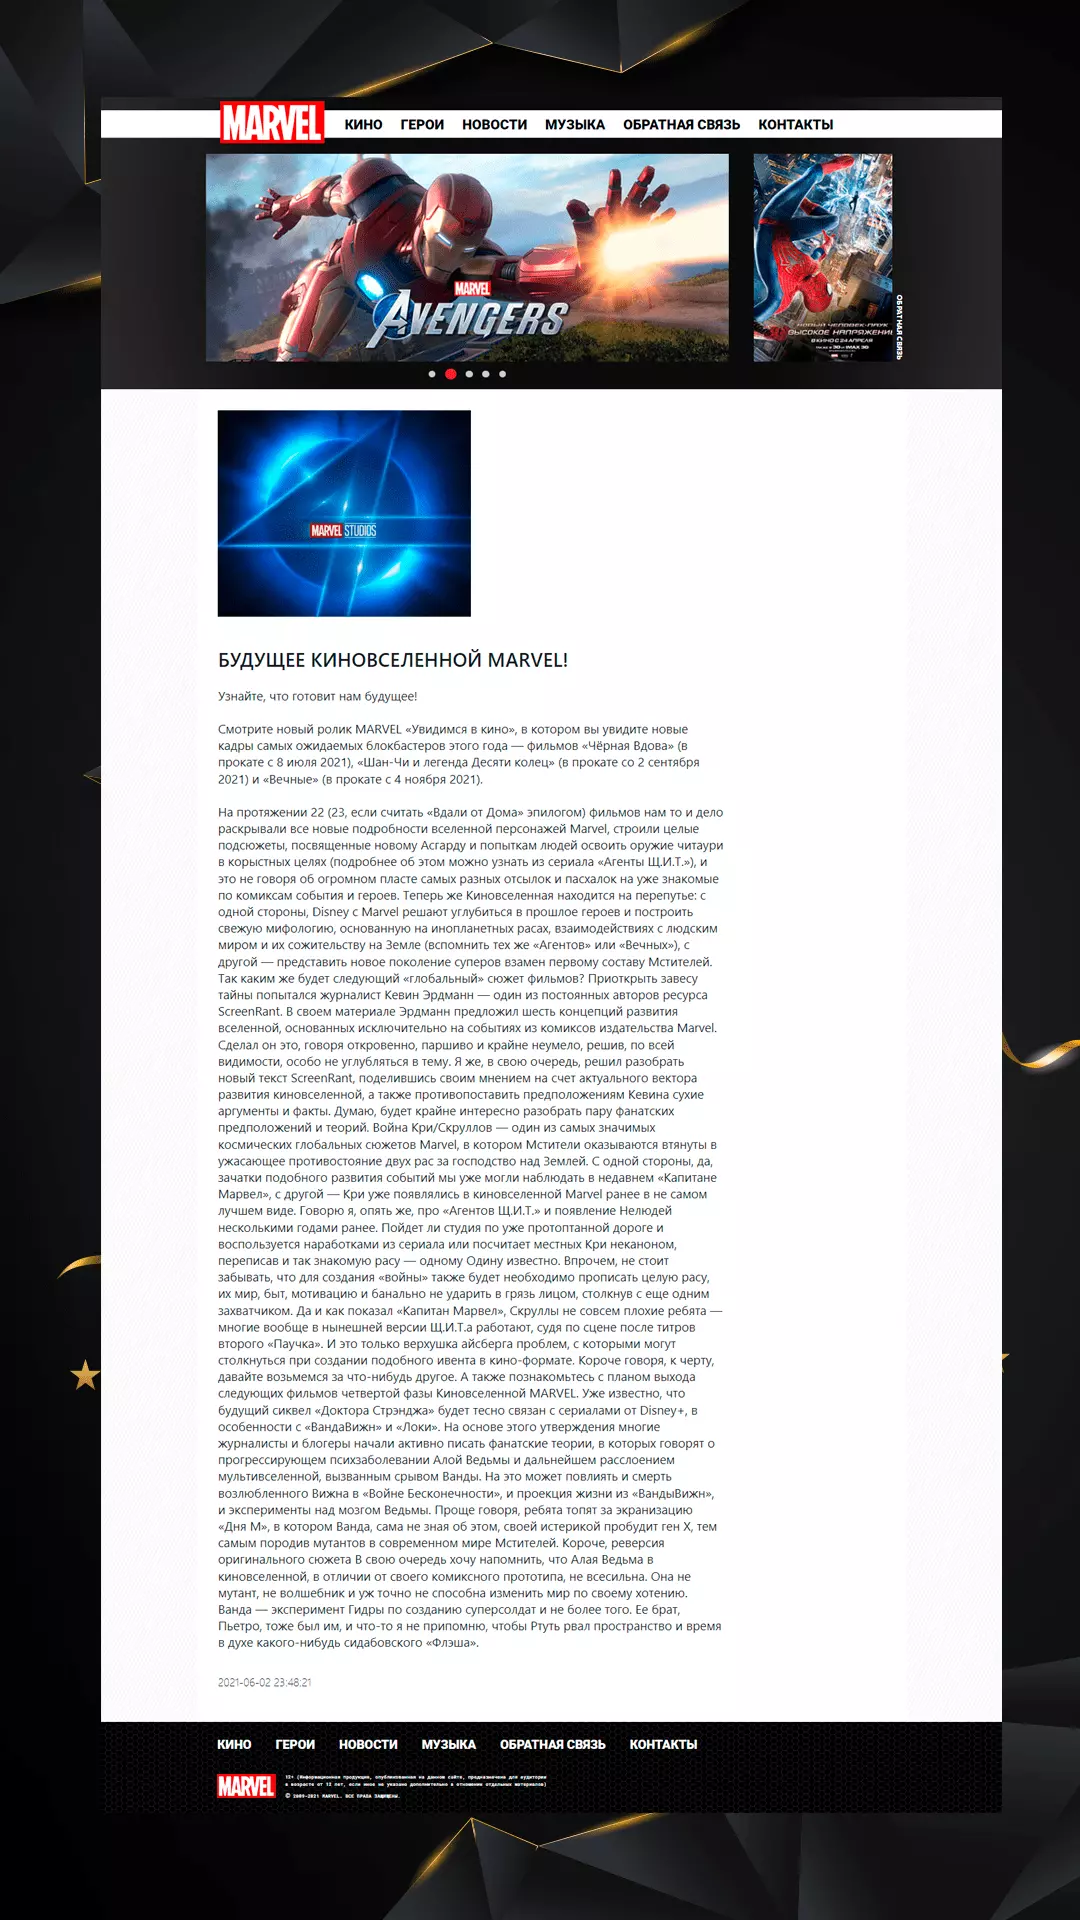 MARVEL
КИНО ГЕРОИ НОВОСТИ МУЗЫКА ОБРАТНАЯ СВЯЗЬ КОНТАКТЫ
MARVEL
AVENGERS
НОВЫЙ ЧЕЛОВЕК-ПАУК
ВЫСОКОЕ НАПРЯЖЕНИЕ
В КИНО С 24 АПРЕЛЯ
ОБРАТНАЯ СВЯЗЬ
MARVEL STUDIOS
БУДУЩЕЕ КИНОВСЕЛЕННОЙ MARVEL!
Узнайте, что готовит нам будущее!
Смотрите новый ролик MARVEL «Увидимся в кино», в котором вы увидите новые
кадры самых ожидаемых блокбастеров этого года — фильмов «Чёрная Вдова» (в
прокате с 8 июля 2021), «Шан-Чи и легенда Десяти колец» (в прокате со 2 сентября
2021) и «Вечные» (в прокате с 4 ноября 2021).
На протяжении 22 (23, если считать «Вдали от Дома» эпилогом) фильмов нам то и дело
раскрывали все новые подробности вселенной персонажей Marvel, строили целые
подсюжеты, посвященные новому Асгарду и попыткам людей освоить оружие читаури
в корыстных целях (подробнее об этом можно узнать из сериала «Агенты Щ.И.Т.»), и
это не говоря об огромном пласте самых разных отсылок и пасхалок на уже знакомые
по комиксам события и героев. Теперь же Киновселенная находится на перепутье: с
одной стороны, Disney с Marvel решают углубиться в прошлое героев и построить
свежую мифологию, основанную на инопланетных расах, взаимодействиях с людским
миром и их сожительству на Земле (вспомнить тех же «Агентов» или «Вечных»), с
другой — представить новое поколение суперов взамен первому составу Мстителей.
Так каким же будет следующий «глобальный» сюжет фильмов? Приоткрыть завесу
тайны попытался журналист Кевин Эрдманн — один из постоянных авторов ресурса
ScreenRant. В своем материале Эрдманн предложил шесть концепций развития
вселенной, основанных исключительно на событиях из комиксов издательства Marvel.
Сделал он это, говоря откровенно, паршиво и крайне неумело, решив, по всей
видимости, особо не углубляться в тему. Я же, в свою очередь, решил разобрать
новый текст ScreenRant, поделившись своим мнением на счет актуального вектора
развития киновселенной, а также противопоставить предположениям Кевина сухие
аргументы и факты. Думаю, будет крайне интересно разобрать пару фанатских
предположений и теорий. Война Кри/Скруллов — один из самых значимых
космических глобальных сюжетов Marvel, в котором Мстители оказываются втянуты в
ужасающее противостояние двух рас за господство над Землей. С одной стороны, да,
зачатки подобного развития событий мы уже могли наблюдать в недавнем «Капитане
Марвел», с другой — Кри уже появлялись в киновселенной Marvel ранее в не самом
лучшем виде. Говорю я, опять же, про «Агентов Щ.И.Т.» и появление Нелюдей
несколькими годами ранее. Пойдет ли студия по уже протоптанной дороге и
воспользуется наработками из сериала или посчитает местных Кри неканоном,
переписав и так знакомую расу — одному Одину известно. Впрочем, не стоит
забывать, что для создания «войны» также будет необходимо прописать целую расу,
их мир, быт, мотивацию и банально не ударить в грязь лицом, столкнув с еще одним
захватчиком. Да и как показал «Капитан Марвел», Скруллы не совсем плохие ребята —
многие вообще в нынешней версии Щ.И.Т.а работают, судя по сцене после титров
второго «Паучка». И это только верхушка айсберга проблем, с которыми могут
столкнуться при создании подобного ивента в кино-формате. Короче говоря, к черту,
давайте возьмемся за что-нибудь другое. А также познакомьтесь с планом выхода
следующих фильмов четвертой фазы Киновселенной MARVEL. Уже известно, что
будущий сиквел «Доктора Стрэнджа» будет тесно связан с сериалами от Disney+, в
особенности с «ВандаВижн» и «Локи». На основе этого утверждения многие
журналисты и блогеры начали активно писать фанатские теории, в которых говорят о
прогрессирующем психзаболевании Алой Ведьмы и дальнейшем расслоением
мультивселенной, вызванным срывом Ванды. На это может повлиять и смерть
возлюбленного Вижна в «Войне Бесконечности», и проекция жизни из «ВандыВижн»,
и эксперименты над мозгом Ведьмы. Проще говоря, ребята топят за экранизацию
«Дня М», в котором Ванда, сама не зная об этом, своей истерикой пробудит ген X, тем
самым породив мутантов в современном мире Мстителей. Короче, реверсия
оригинального сюжета В свою очередь хочу напомнить, что Алая Ведьма в
киновселенной, в отличии от своего комиксного прототипа, не всесильна. Она не
мутант, не волшебник и уж точно не способна изменить мир по своему хотению.
Ванда — эксперимент Гидры по созданию суперсолдат и не более того. Ее брат,
Пьетро, тоже был им, и что-то я не припомню, чтобы Ртуть рвал пространство и время
в духе какого-нибудь сидабовского «Флэша».
2021-06-02 23:48:21
КИНО ГЕРОИ НОВОСТИ МУЗЫКА ОБРАТНАЯ СВЯЗЬ КОНТАКТЫ
MARVEL
12+ (Информационная продукция, опубликованная на данном сайте, предназначена для аудитории
в возрасте от 12 лет, если иное не указано дополнительно в отношении отдельных материалов)
© 2009-2021 MARVEL. ВСЕ ПРАВА ЗАЩИЩЕНЫ.